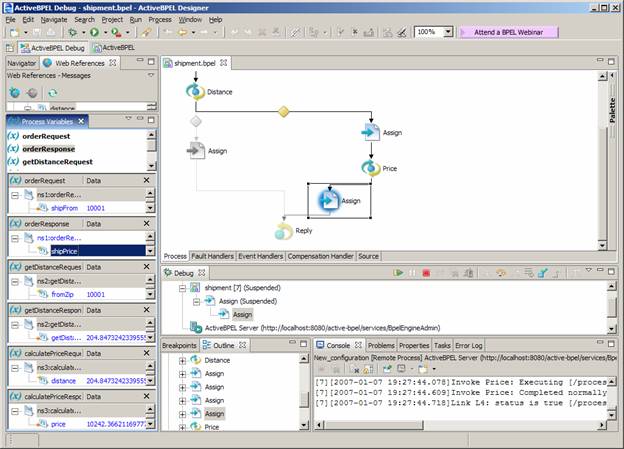 ActiveBPEL Debug - shipment.bpel - ActiveBPEL Designer
File Edit Navigate Search Project Run Process Window Help
100%
Attend a BPEL Webinar
ActiveBPEL Debug ActiveBPEL
Navigator Web References
Web References - Messages
distance
Process Variables
orderRequest
orderResponse
getDistanceRequest
orderRequest Data
ns1:orderRe...
shipFrom 10001
orderResponse Data
ns1:orderRe...
shipPrice
getDistanceReques Data
ns2:getDista...
fromZip 10001
getDistanceRespon Data
ns2:getDista...
getDista... 204.8473242339555
calculatePriceReque Data
ns3:calculat...
distance 204.8473242339555
calculatePriceRespo Data
ns3:calculat...
price 10242.366211697
shipment.bpel
Distance
Assign
Assign
Price
Assign
Reply
Palette
Process Fault Handlers Event Handlers Compensation Handler Source
Debug
shipment [7] (Suspended)
Assign (Suspended)
Assign
ActiveBPEL Server (http://localhost:8080/active-bpel/services/BpelEngineAdmin)
Breakpoints Outline
Distance
Assign
Assign
Assign
Assign
Price
Console Problems Properties Tasks Error Log
New_configuration [Remote Process] ActiveBPEL Server (http://localhost:8080/active-bpel/services/Bpe
[7][2007-01-07 19:27:44.078]Invoke Price: Executing [/proces
[7][2007-01-07 19:27:44.609]Invoke Price: Completed normally
[7][2007-01-07 19:27:44.718]Link L4: status is true [/proces